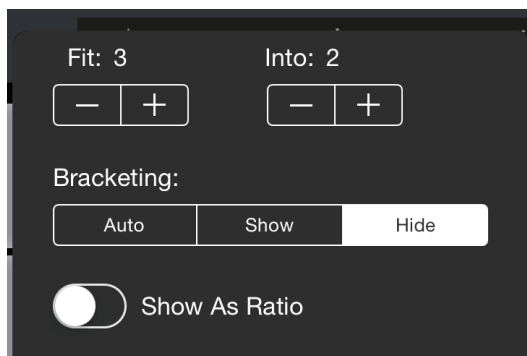 Fit: 3 Into: 2
− + − +
Bracketing:
Auto Show Hide
Show As Ratio